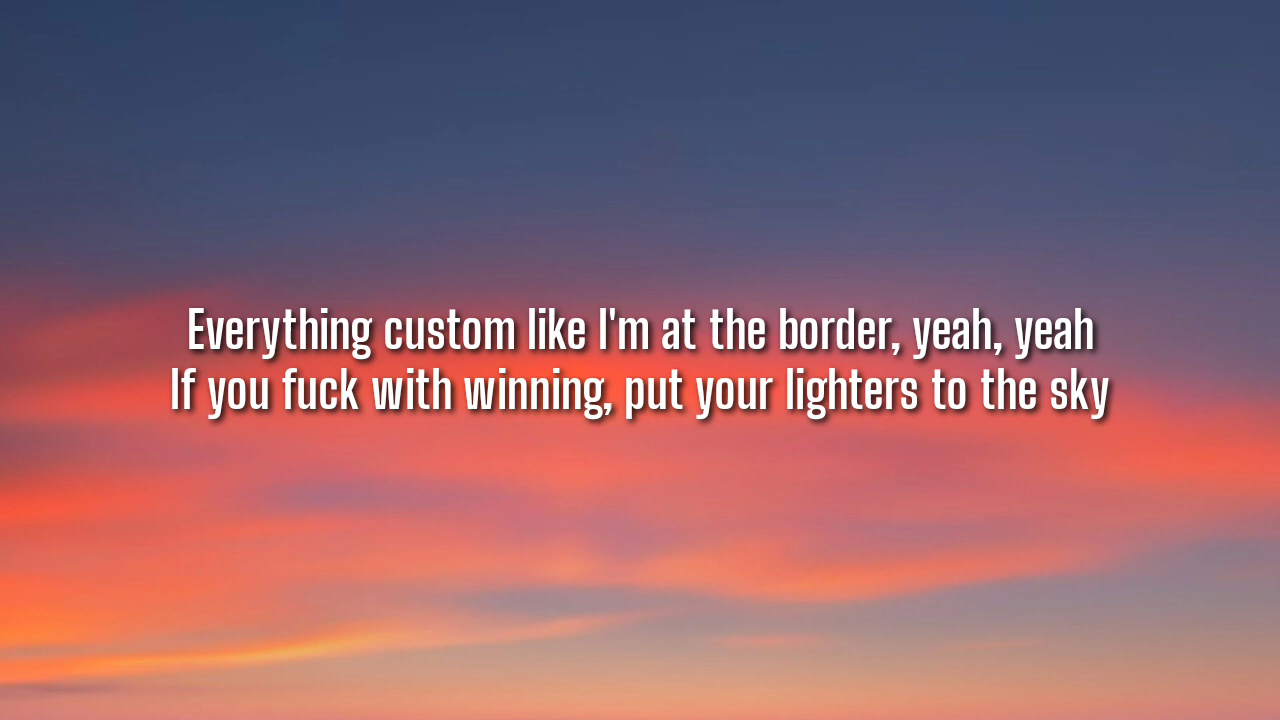 Everything custom like I'm at the border, yeah, yeah
If you fuck with winning, put your lighters to the sky